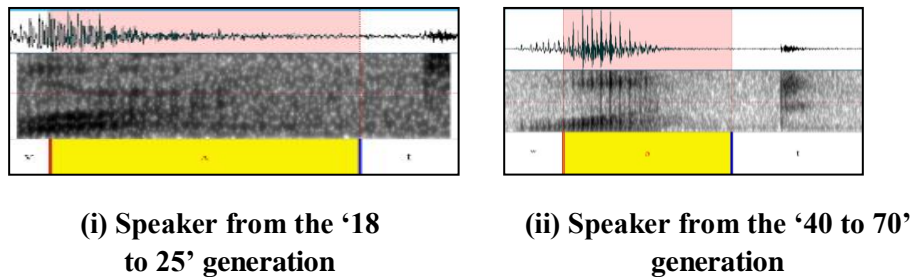 t
a
t
(i) Speaker from the ‘18
to 25’ generation
(ii) Speaker from the ‘40 to 70’
generation